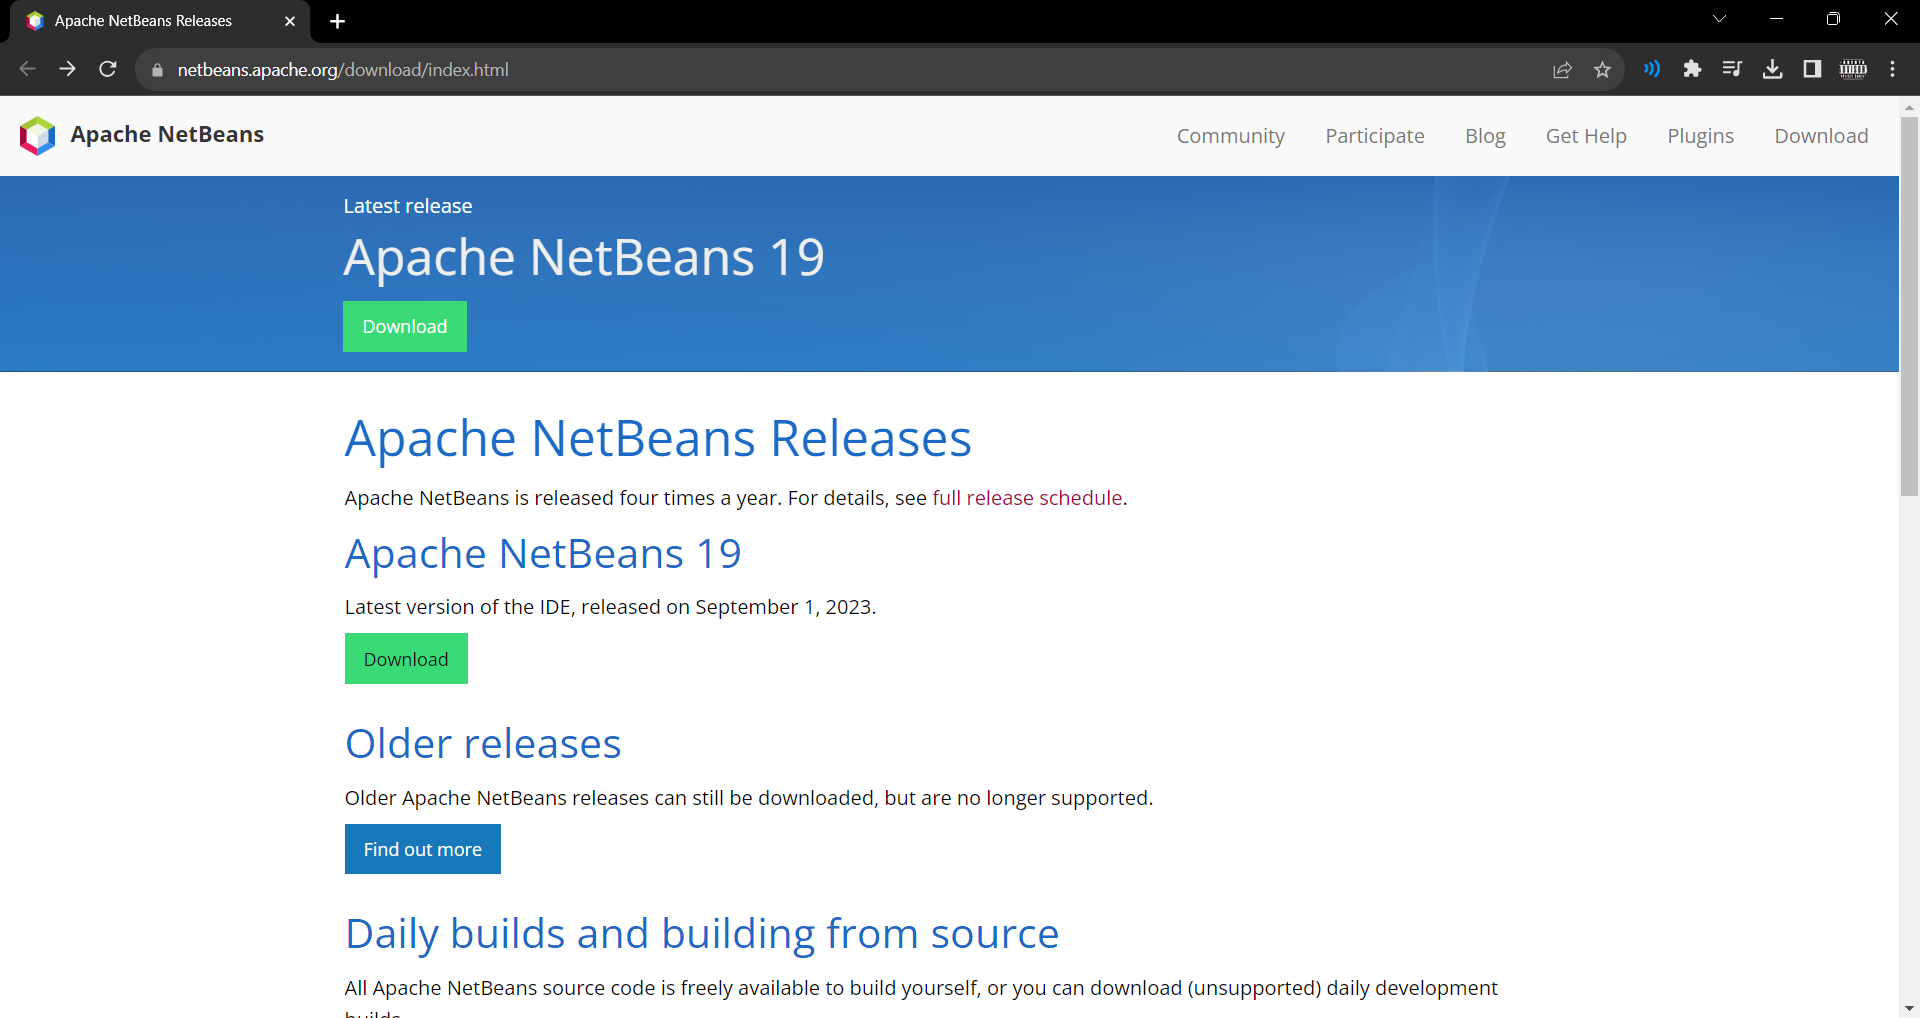 Apache NetBeans Releases
netbeans.apache.org/download/index.html
Apache NetBeans
Community
Participate
Blog
Get Help
Plugins
Download
Latest release
Apache NetBeans 19
Download
Apache NetBeans Releases
Apache NetBeans is released four times a year. For details, see full release schedule.
Apache NetBeans 19
Latest version of the IDE, released on September 1, 2023.
Download
Older releases
Older Apache NetBeans releases can still be downloaded, but are no longer supported.
Find out more
Daily builds and building from source
All Apache NetBeans source code is freely available to build yourself, or you can download (unsupported) daily development